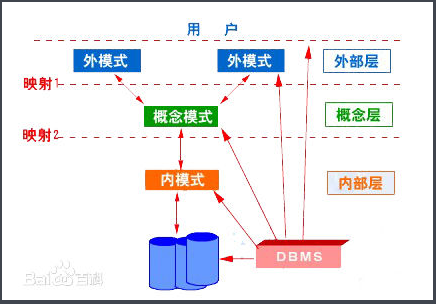 用 户
外模式 外模式 外部层
映射1
概念模式 概念层
映射2
内模式 内部层
DBMS
Baidu百科